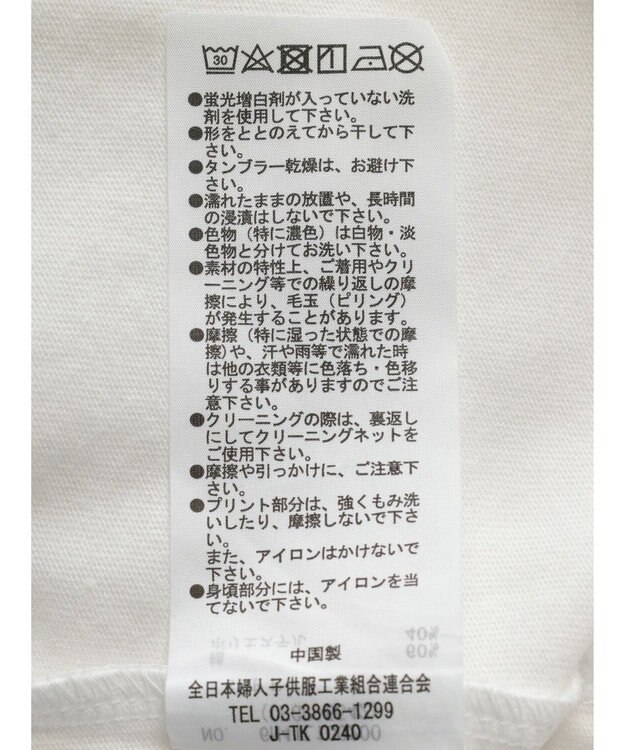 30
●蛍光増白剤が入っていない洗
剤を使用して下さい。
●形をととのえてから干して下
さい。
●タンブラー乾燥は、お避け下
さい。
●濡れたままの放置や、長時間
の浸漬はしないで下さい。
●色物（特に濃色）は白物・淡
色物と分けてお洗い下さい。
●素材の特性上、ご着用やクリ
ーニング等での繰り返しの摩
擦により、毛玉（ピリング）
が発生することがあります。
●摩擦（特に湿った状態での摩
擦）や、汗や雨等で濡れた時
は他の衣類等に色落ち・色移
りする事がありますのでご注
意下さい。
●クリーニングの際は、裏返し
にしてクリーニングネットを
ご使用下さい。
●摩擦や引っかけに、ご注意下
さい。
●プリント部分は、強くもみ洗
いしたり、摩擦しないで下さ
い。
また、アイロンはかけないで
下さい。
●身頃部分には、アイロンを当
てないで下さい。
ポリエステル 40%
綿 60%
中国製
全日本婦人子供服工業組合連合会
TEL 03-3866-1299
J-TK 0240
NO.